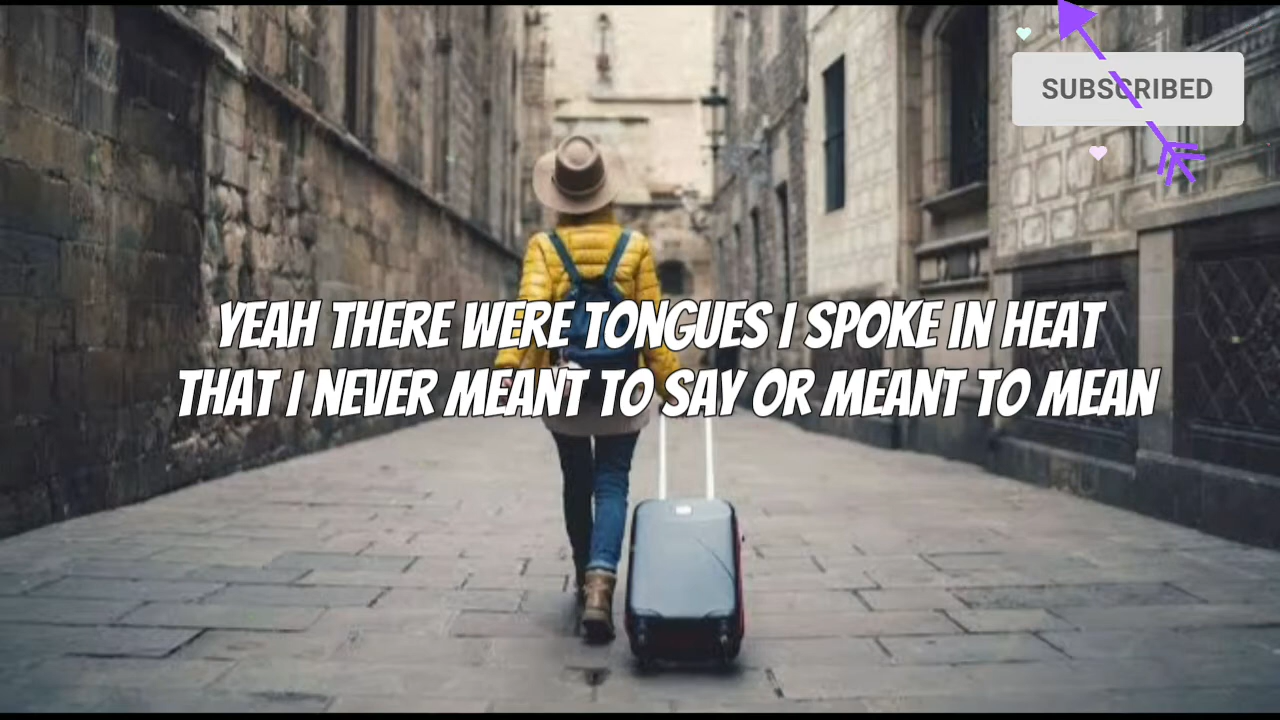 SUBSCRIBED
YEAH THERE WERE TONGUES I SPOKE IN HEAT
THAT I NEVER MEANT TO SAY OR MEANT TO MEAN